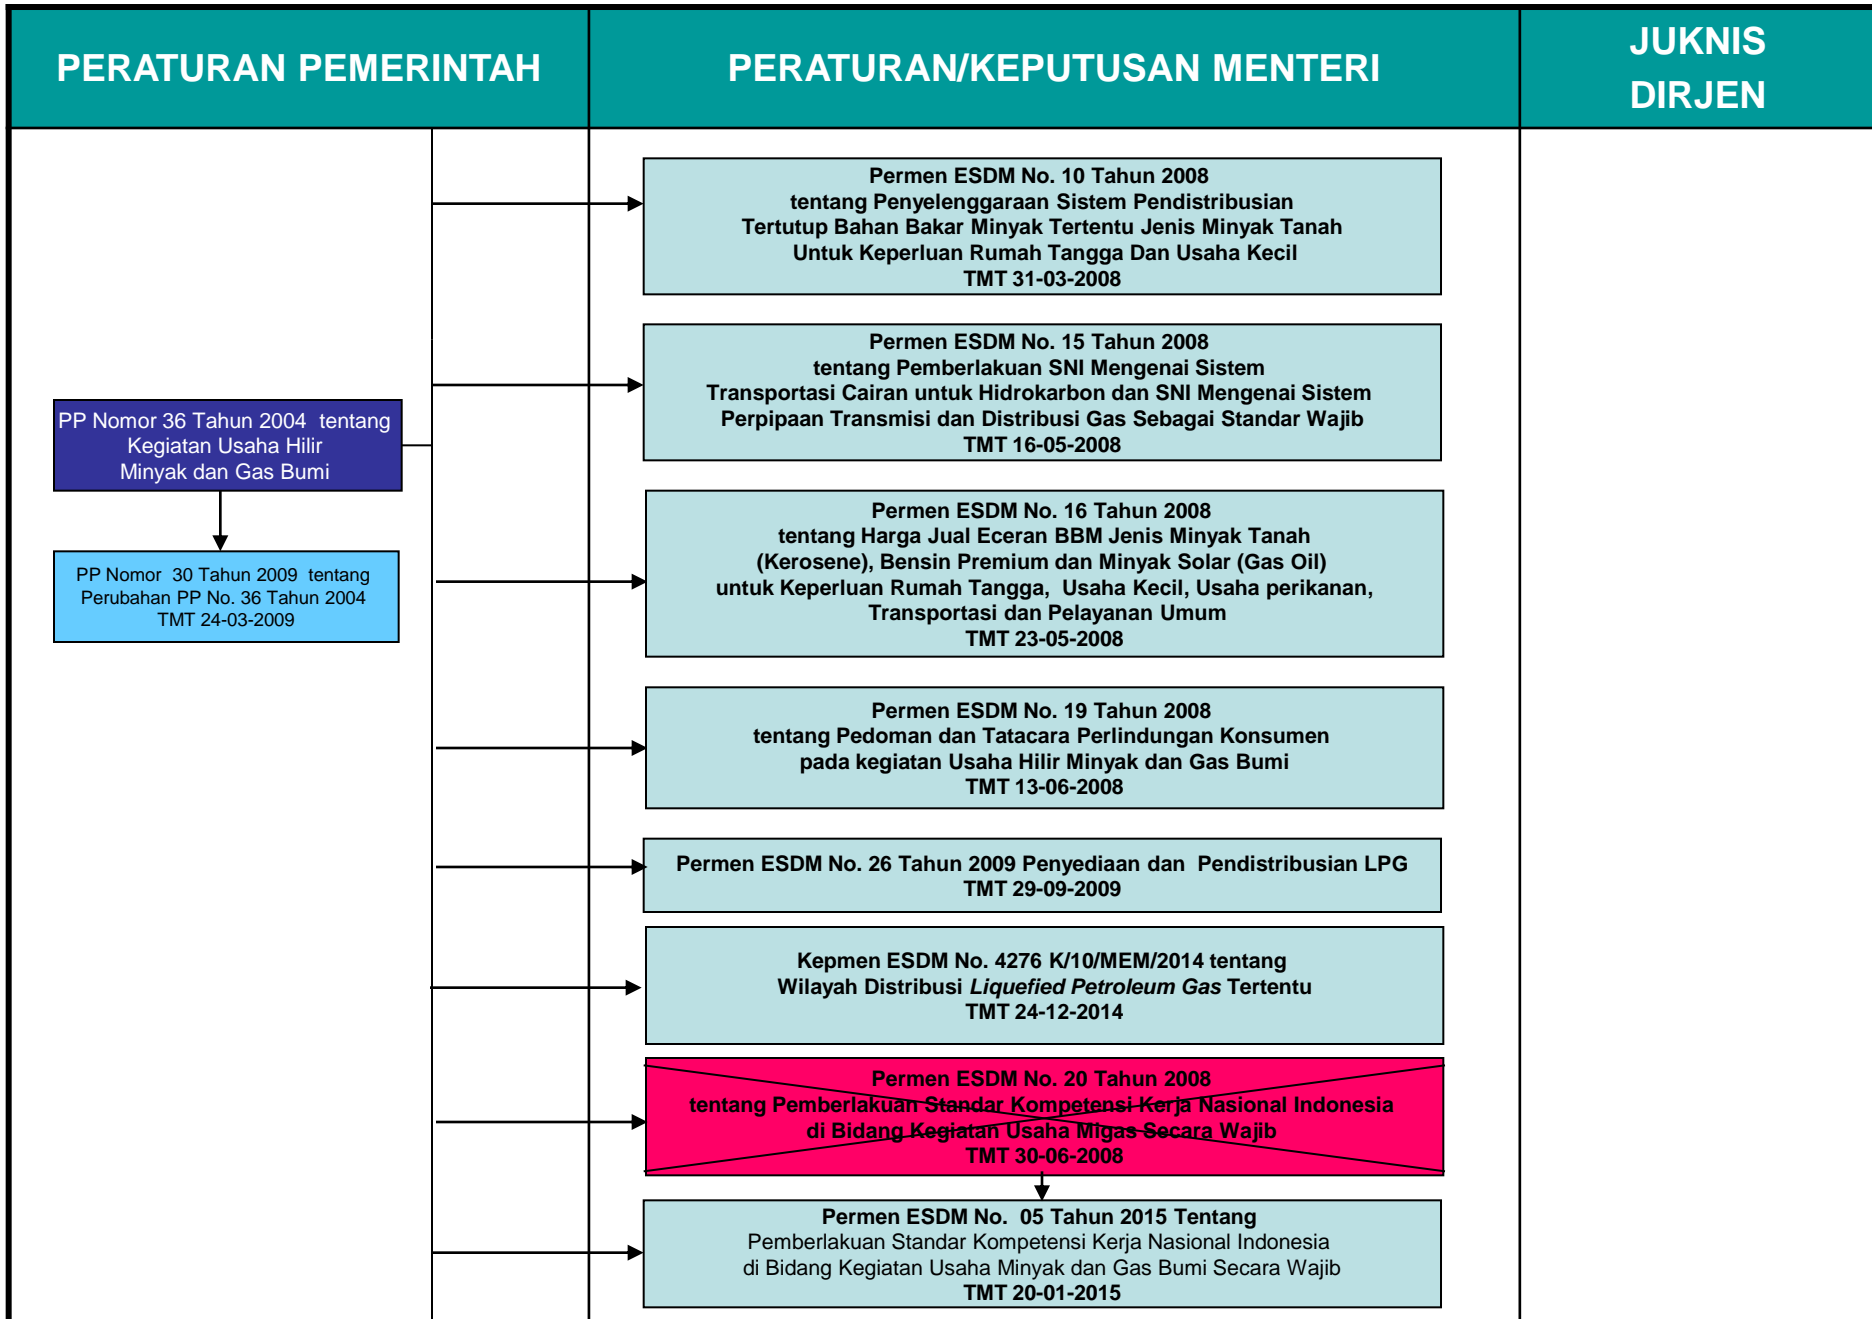 PERATURAN PEMERINTAH
PERATURAN/KEPUTUSAN MENTERI
JUKNIS
DIRJEN
PP Nomor 36 Tahun 2004 tentang
Kegiatan Usaha Hilir
Minyak dan Gas Bumi
PP Nomor 30 Tahun 2009 tentang
Perubahan PP No. 36 Tahun 2004
TMT 24-03-2009
Permen ESDM No. 10 Tahun 2008
tentang Penyelenggaraan Sistem Pendistribusian
Tertutup Bahan Bakar Minyak Tertentu Jenis Minyak Tanah
Untuk Keperluan Rumah Tangga Dan Usaha Kecil
TMT 31-03-2008
Permen ESDM No. 15 Tahun 2008
tentang Pemberlakuan SNI Mengenai Sistem
Transportasi Cairan untuk Hidrokarbon dan SNI Mengenai Sistem
Perpipaan Transmisi dan Distribusi Gas Sebagai Standar Wajib
TMT 16-05-2008
Permen ESDM No. 16 Tahun 2008
tentang Harga Jual Eceran BBM Jenis Minyak Tanah
(Kerosene), Bensin Premium dan Minyak Solar (Gas Oil)
untuk Keperluan Rumah Tangga, Usaha Kecil, Usaha perikanan,
Transportasi dan Pelayanan Umum
TMT 23-05-2008
Permen ESDM No. 19 Tahun 2008
tentang Pedoman dan Tatacara Perlindungan Konsumen
pada kegiatan Usaha Hilir Minyak dan Gas Bumi
TMT 13-06-2008
Permen ESDM No. 26 Tahun 2009 Penyediaan dan Pendistribusian LPG
TMT 29-09-2009
Kepmen ESDM No. 4276 K/10/MEM/2014 tentang
Wilayah Distribusi Liquefied Petroleum Gas Tertentu
TMT 24-12-2014
Permen ESDM No. 20 Tahun 2008
tentang Pemberlakuan Standar Kompetensi Kerja Nasional Indonesia
di Bidang Kegiatan Usaha Migas Secara Wajib
TMT 30-06-2008
Permen ESDM No. 05 Tahun 2015 Tentang
Pemberlakuan Standar Kompetensi Kerja Nasional Indonesia
di Bidang Kegiatan Usaha Minyak dan Gas Bumi Secara Wajib
TMT 20-01-2015